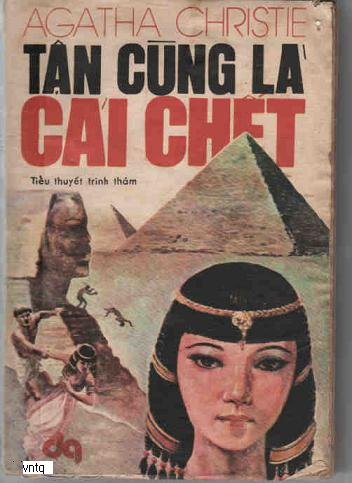 AGATHA CHRISTIE
TẬN CÙNG LÀ
CÁI CHẾT
Tiểu thuyết trinh thám
vntq